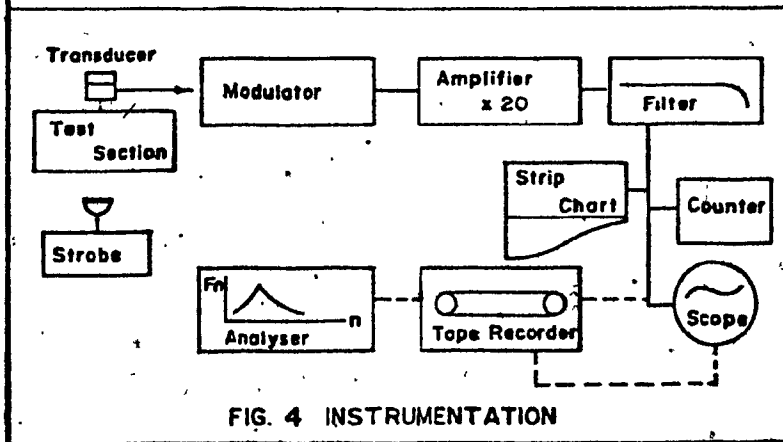 Transducer
Modulator
Amplifier
x 20
Filter
Test
Section
Strip
Chart
Counter
Strobe
Fn
n
Analyser
Tape Recorder
Scope
FIG. 4 INSTRUMENTATION